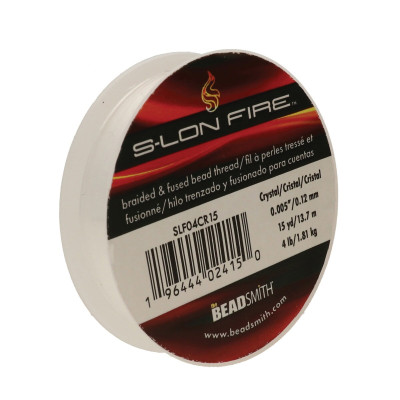 S-LON FIRE™
braided & fused bead thread/fil à perles tressé et
fusionné/hilo trenzado y fusionado para cuentas
SLF04CR15
Crystal/Cristal/Cristal
0.005"/0.12 mm
15 yd/13.7 m
4 lb/1.81 kg
1 96444 02415 0
the BEADSMITH®
www.beadsmith.com